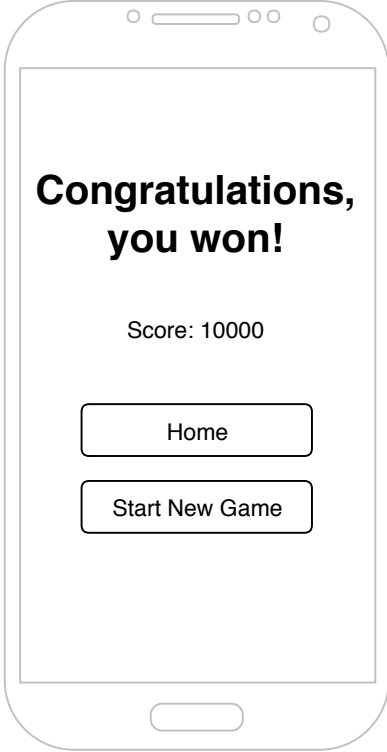 Congratulations,
you won!
Score: 10000
Home
Start New Game